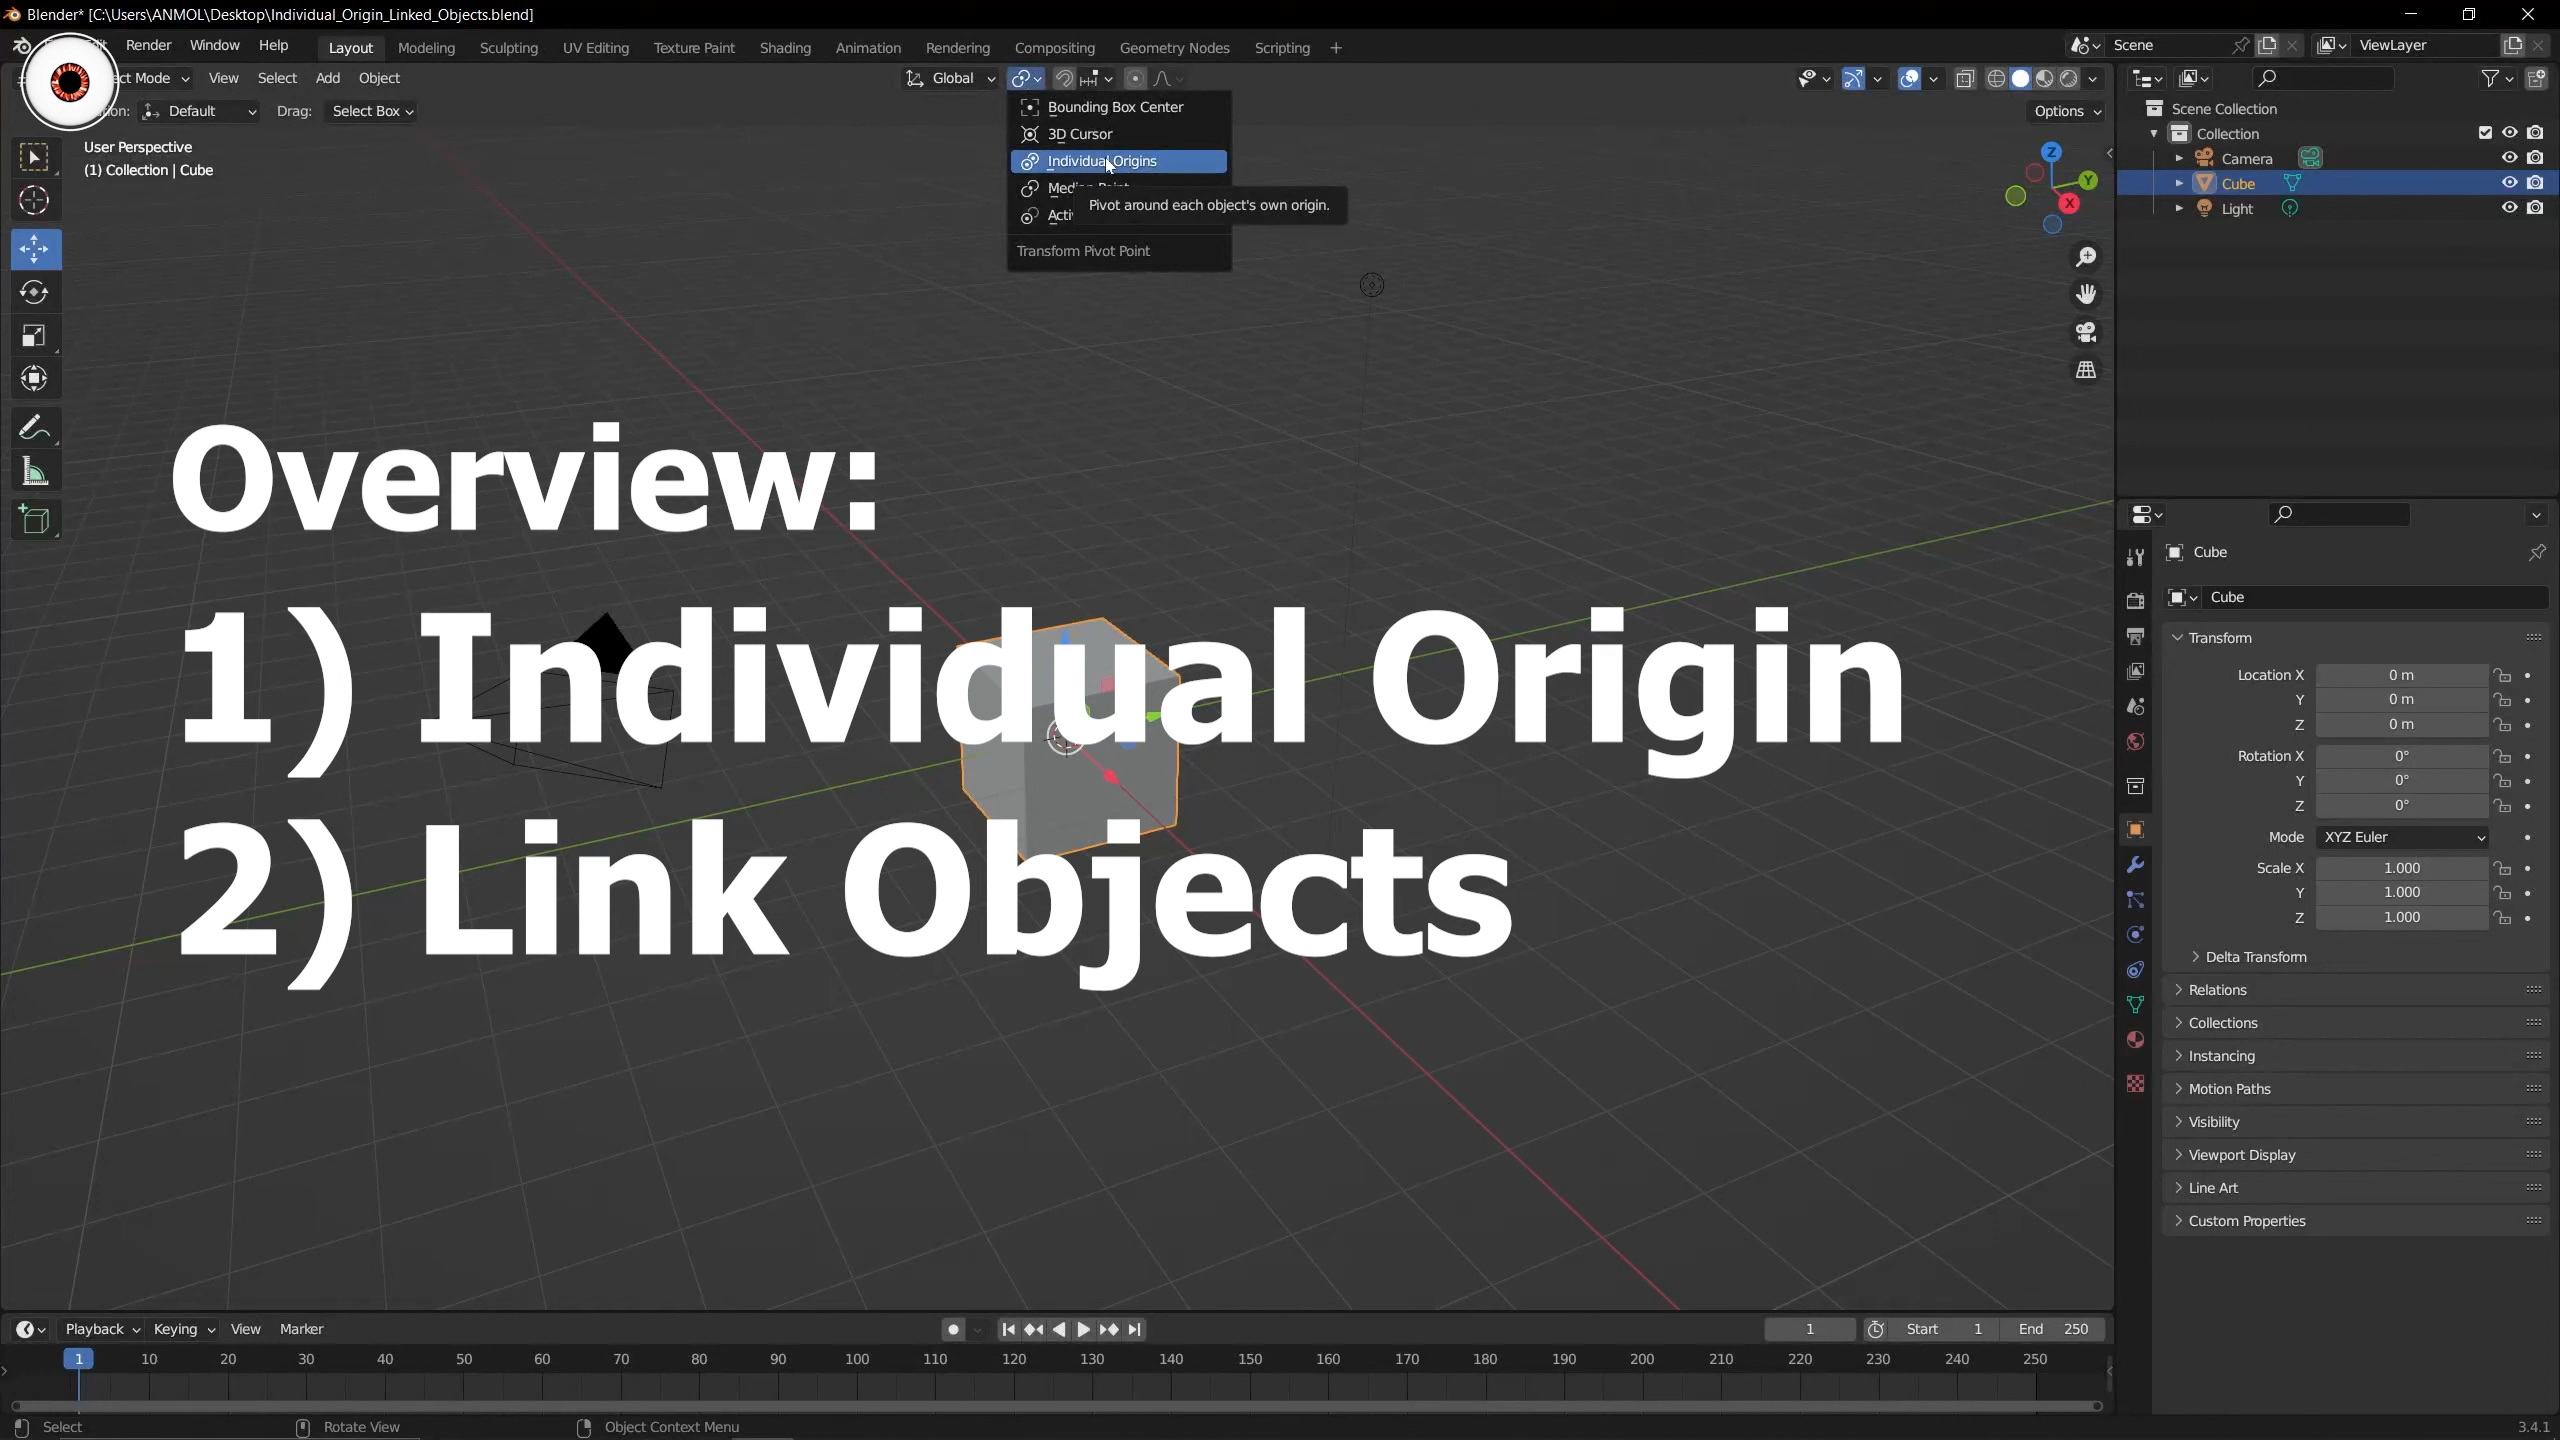 Blender* [C:\Users\ANMOL\Desktop\Individual_Origin_Linked_Objects.blend]
Render Window Help Layout Modeling Sculpting UV Editing Texture Paint Shading Animation Rendering Compositing Geometry Nodes Scripting + Scene ViewLayer
Mode View Select Add Object Global
Default Drag: Select Box Options
User Perspective
(1) Collection | Cube
Bounding Box Center
3D Cursor
Individual Origins
Pivot around each object's own origin.
Transform Pivot Point
Z
Y
X
Scene Collection
Collection
Camera
Cube
Light
Overview:
1) Individual Origin
2) Link Objects
Cube
Cube
Transform
Location X 0 m
Y 0 m
Z 0 m
Rotation X 0°
Y 0°
Z 0°
Mode XYZ Euler
Scale X 1.000
Y 1.000
Z 1.000
Delta Transform
Relations
Collections
Instancing
Motion Paths
Visibility
Viewport Display
Line Art
Custom Properties
Playback Keying View Marker 1 Start 1 End 250
1 10 20 30 40 50 60 70 80 90 100 110 120 130 140 150 160 170 180 190 200 210 220 230 240 250
Select Rotate View Object Context Menu 3.4.1